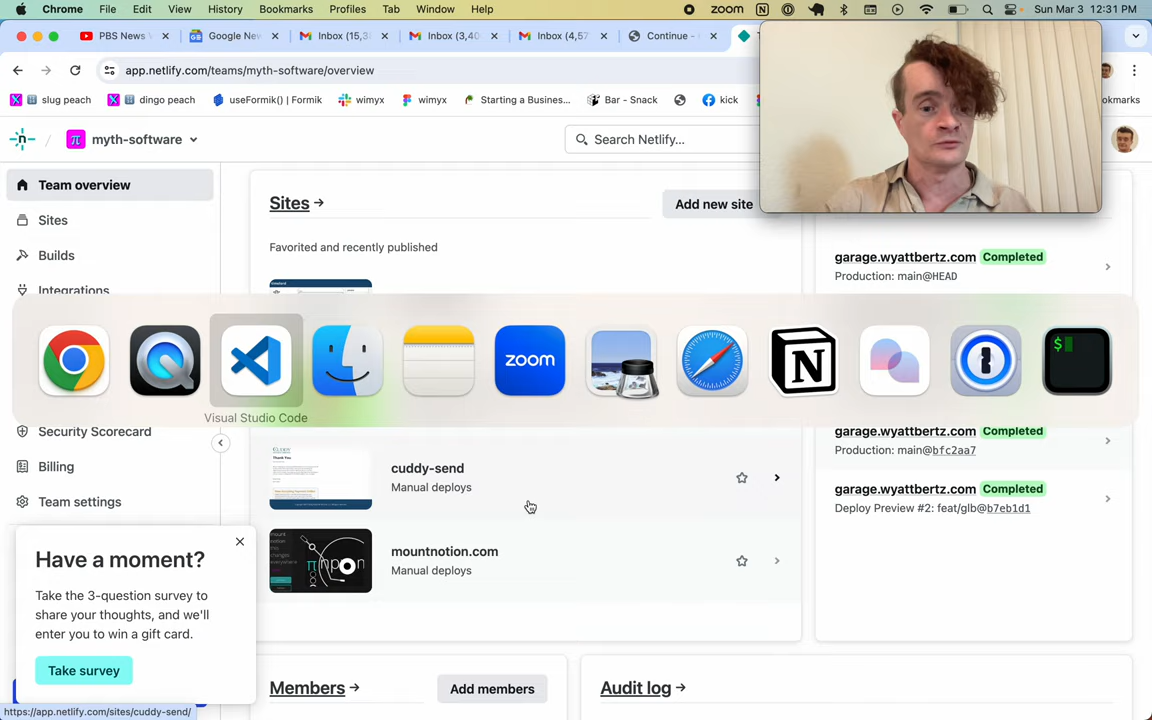 Chrome File Edit View History Bookmarks Profiles Tab Window Help zoom Sun Mar 3 12:31 PM
PBS News Google New Inbox (15,3 Inbox (3,40 Inbox (4,57 Continue -
app.netlify.com/teams/myth-software/overview
slug peach dingo peach useFormik() | Formik wimyx wimyx Starting a Busines... Bar - Snack kick okmarks
myth-software
Search Netlify...
Team overview
Sites
Builds
Integrations
Security Scorecard
Billing
Team settings
Sites
Add new site
Favorited and recently published
garage.wyattbertz.com Completed
Production: main@HEAD
zoom
$
Visual Studio Code
cuddy-send
Manual deploys
mountnotion.com
Manual deploys
garage.wyattbertz.com Completed
Production: main@bfc2aa7
garage.wyattbertz.com Completed
Deploy Preview #2: feat/glb@b7eb1d1
Have a moment?
Take the 3-question survey to
share your thoughts, and we'll
enter you to win a gift card.
Take survey
Members
Add members
Audit log
https://app.netlify.com/sites/cuddy-send/